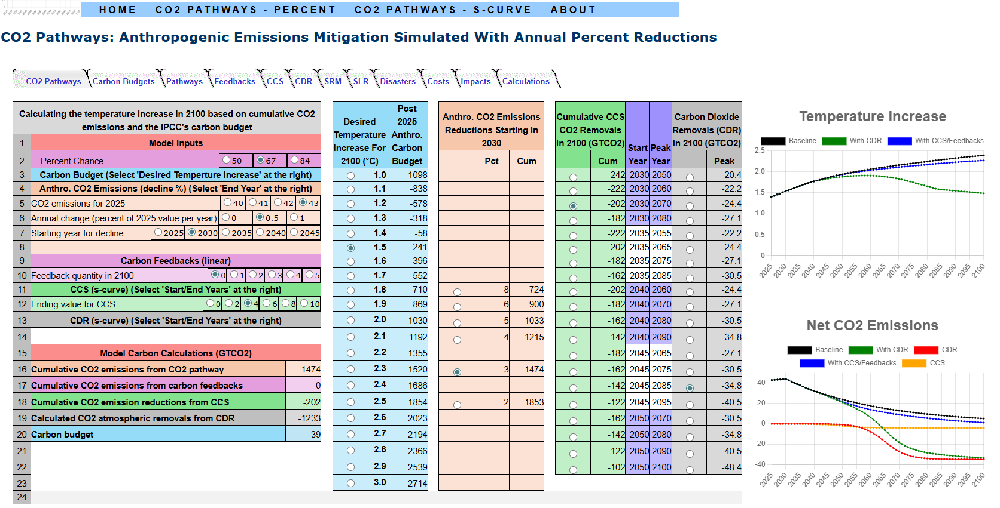 HOME CO2 PATHWAYS - PERCENT CO2 PATHWAYS - S-CURVE ABOUT
CO2 Pathways: Anthropogenic Emissions Mitigation Simulated With Annual Percent Reductions
CO2 Pathways Carbon Budgets Pathways Feedbacks CCS CDR SRM SLR Disasters Costs Impacts Calculations
Calculating the temperature increase in 2100 based on cumulative CO2
emissions and the IPCC's carbon budget
1 Model Inputs
2 Percent Chance 50 67 84
3 Carbon Budget (Select 'Desired Temperture Increase' at the right)
4 Anthro. CO2 Emissions (decline %) (Select 'End Year' at the right)
5 CO2 emissions for 2025 40 41 42 43
6 Annual change (percent of 2025 value per year) 0 0.5 1
7 Starting year for decline 2025 2030 2035 2040 2045
8
9 Carbon Feedbacks (linear)
10 Feedback quantity in 2100 0 1 2 3 4 5
11 CCS (s-curve) (Select 'Start/End Years' at the right)
12 Ending value for CCS 0 2 4 6 8 10
13 CDR (s-curve) (Select 'Start/End Years' at the right)
14
15 Model Carbon Calculations (GTCO2)
16 Cumulative CO2 emissions from CO2 pathway 1474
17 Cumulative CO2 emissions from carbon feedbacks 0
18 Cumulative CO2 emission reductions from CCS -202
19 Calculated CO2 atmospheric removals from CDR -1233
20 Carbon budget 39
21
22
23
24
Desired
Temperature
Increase For
2100 (°C)
Post
2025
Anthro.
Carbon
Budget
1.0 -1098
1.1 -838
1.2 -578
1.3 -318
1.4 -58
1.5 241
1.6 396
1.7 552
1.8 710
1.9 869
2.0 1030
2.1 1192
2.2 1355
2.3 1520
2.4 1686
2.5 1854
2.6 2023
2.7 2194
2.8 2366
2.9 2539
3.0 2714
Anthro. CO2 Emissions
Reductions Starting in
2030
Pct Cum
8 724
6 900
5 1033
4 1215
3 1474
2 1853
Cumulative CCS
CO2 Removals
in 2100 (GTCO2)
Cum
Start
Year
Peak
Year
Carbon Dioxide
Removals (CDR)
in 2100 (GTCO2)
Peak
-242 2030 2050 -20.4
-222 2030 2060 -22.2
-202 2030 2070 -24.4
-182 2030 2080 -27.1
-222 2035 2055 -22.2
-202 2035 2065 -24.4
-182 2035 2075 -27.1
-162 2035 2085 -30.5
-202 2040 2060 -24.4
-182 2040 2070 -27.1
-162 2040 2080 -30.5
-142 2040 2090 -34.8
-182 2045 2065 -27.1
-162 2045 2075 -30.5
-142 2045 2085 -34.8
-122 2045 2095 -40.5
-162 2050 2070 -30.5
-142 2050 2080 -34.8
-122 2050 2090 -40.5
-102 2050 2100 -48.4
Temperature Increase
Baseline With CDR With CCS/Feedbacks
2.5
2.0
1.5
1.0
0.5
0
2025 2030 2035 2040 2045 2050 2055 2060 2065 2070 2075 2080 2085 2090 2095 2100
Net CO2 Emissions
Baseline With CDR CDR
With CCS/Feedbacks CCS
40
20
0
-20
-40
2025 2030 2035 2040 2045 2050 2055 2060 2065 2070 2075 2080 2085 2090 2095 2100